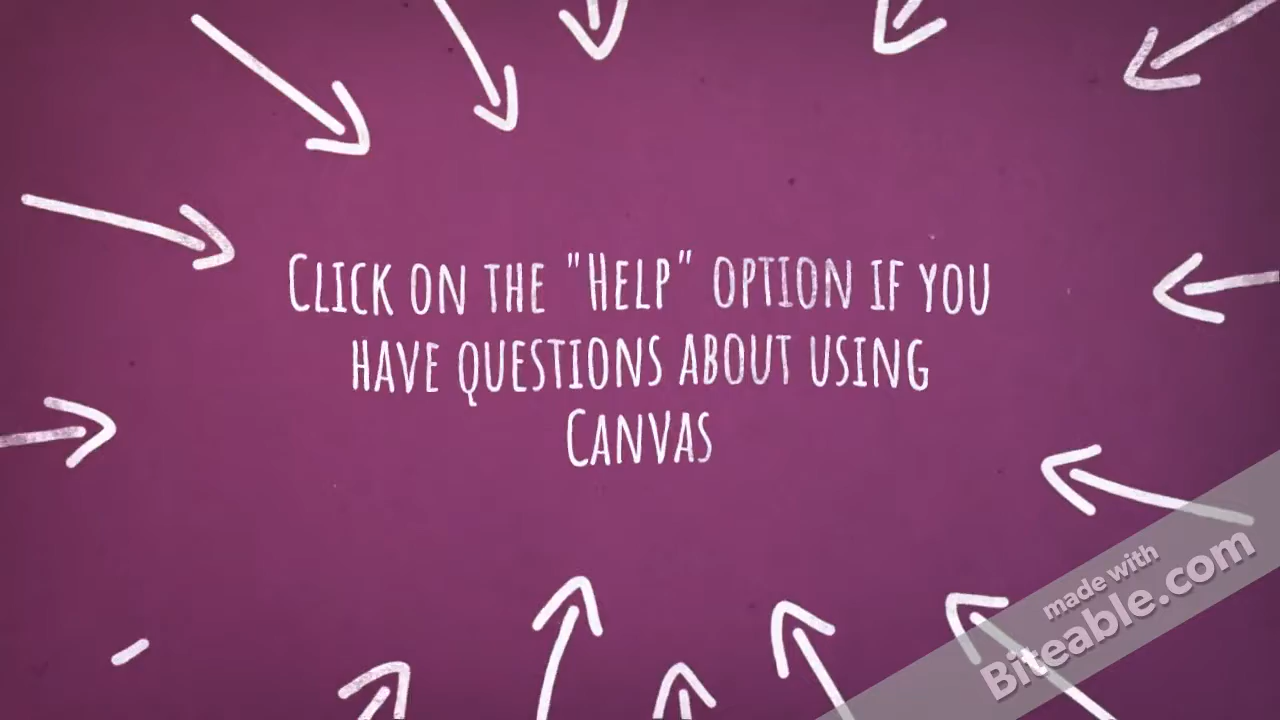 Click on the "Help" option if you
have questions about using
Canvas
made with
Biteable.com